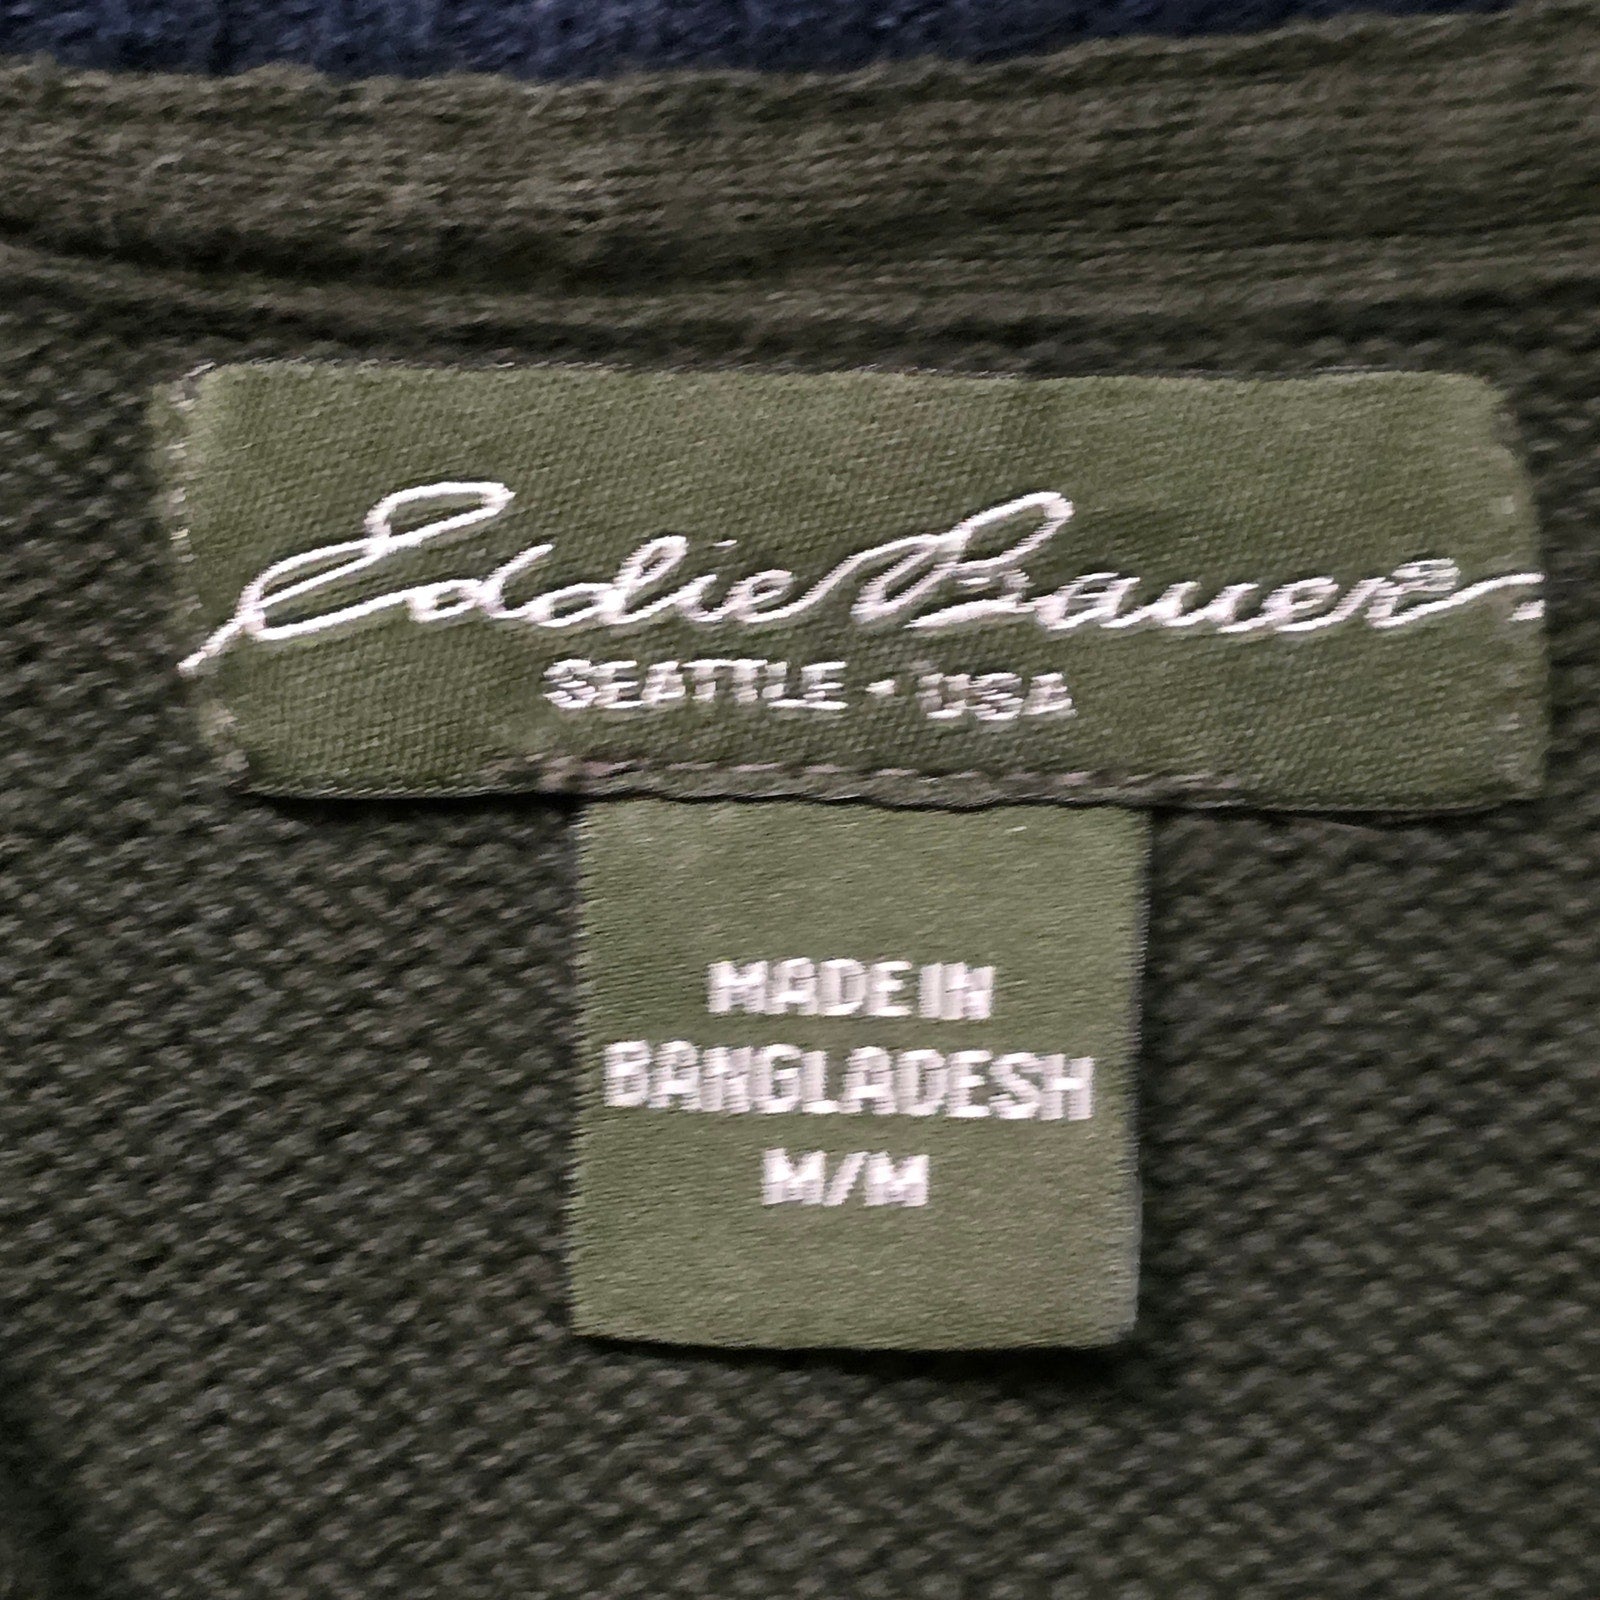 Eddie Bauer®
SEATTLE • USA
MADE IN
BANGLADESH
M/M